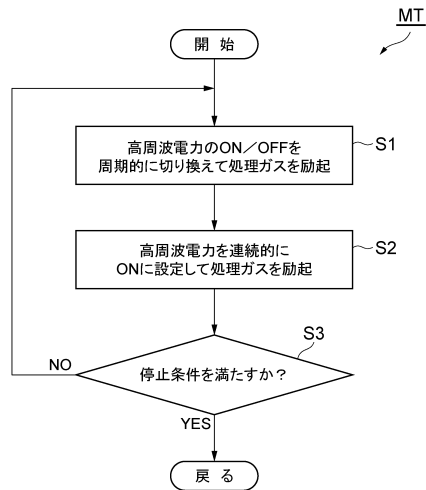 MT
開 始
高周波電力のON／OFFを
周期的に切り換えて処理ガスを励起
S1
高周波電力を連続的に
ONに設定して処理ガスを励起
S2
S3
停止条件を満たすか？
NO
YES
戻 る